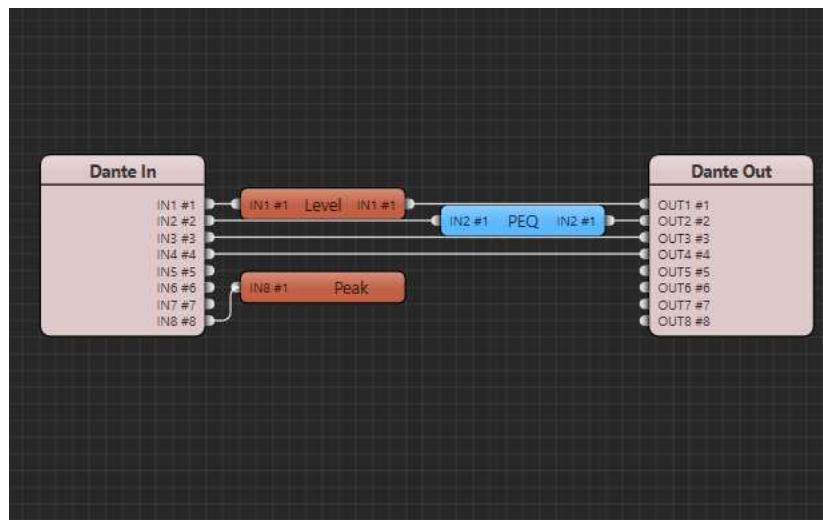 Dante In
IN1 #1
IN2 #2
IN3 #3
IN4 #4
IN5 #5
IN6 #6
IN7 #7
IN8 #8
IN1 #1 Level IN1 #1
IN2 #1 PEQ IN2 #1
IN8 #1 Peak
Dante Out
OUT1 #1
OUT2 #2
OUT3 #3
OUT4 #4
OUT5 #5
OUT6 #6
OUT7 #7
OUT8 #8